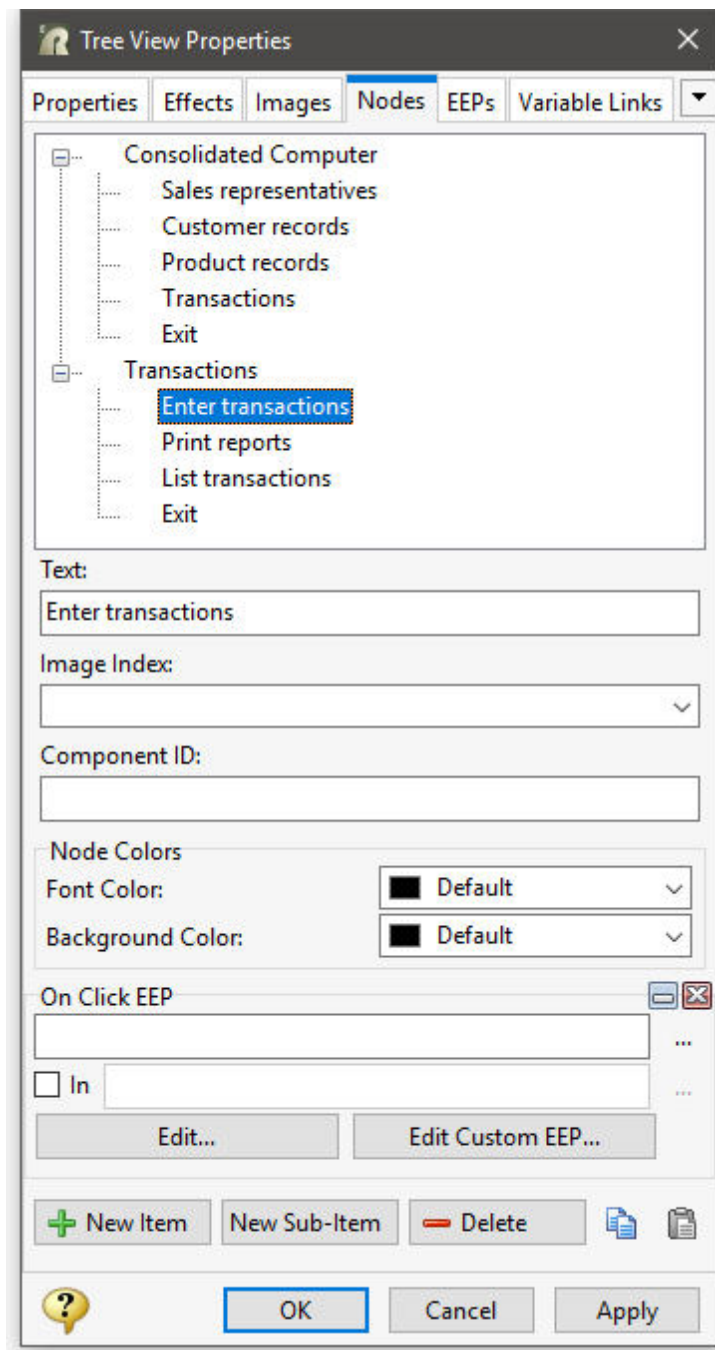 Tree View Properties
Properties Effects Images Nodes EEPs Variable Links
Consolidated Computer
Sales representatives
Customer records
Product records
Transactions
Exit
Transactions
Enter transactions
Print reports
List transactions
Exit
Text:
Enter transactions
Image Index:
Component ID:
Node Colors
Font Color: Default
Background Color: Default
On Click EEP
...
In ...
Edit... Edit Custom EEP...
New Item New Sub-Item Delete
? OK Cancel Apply